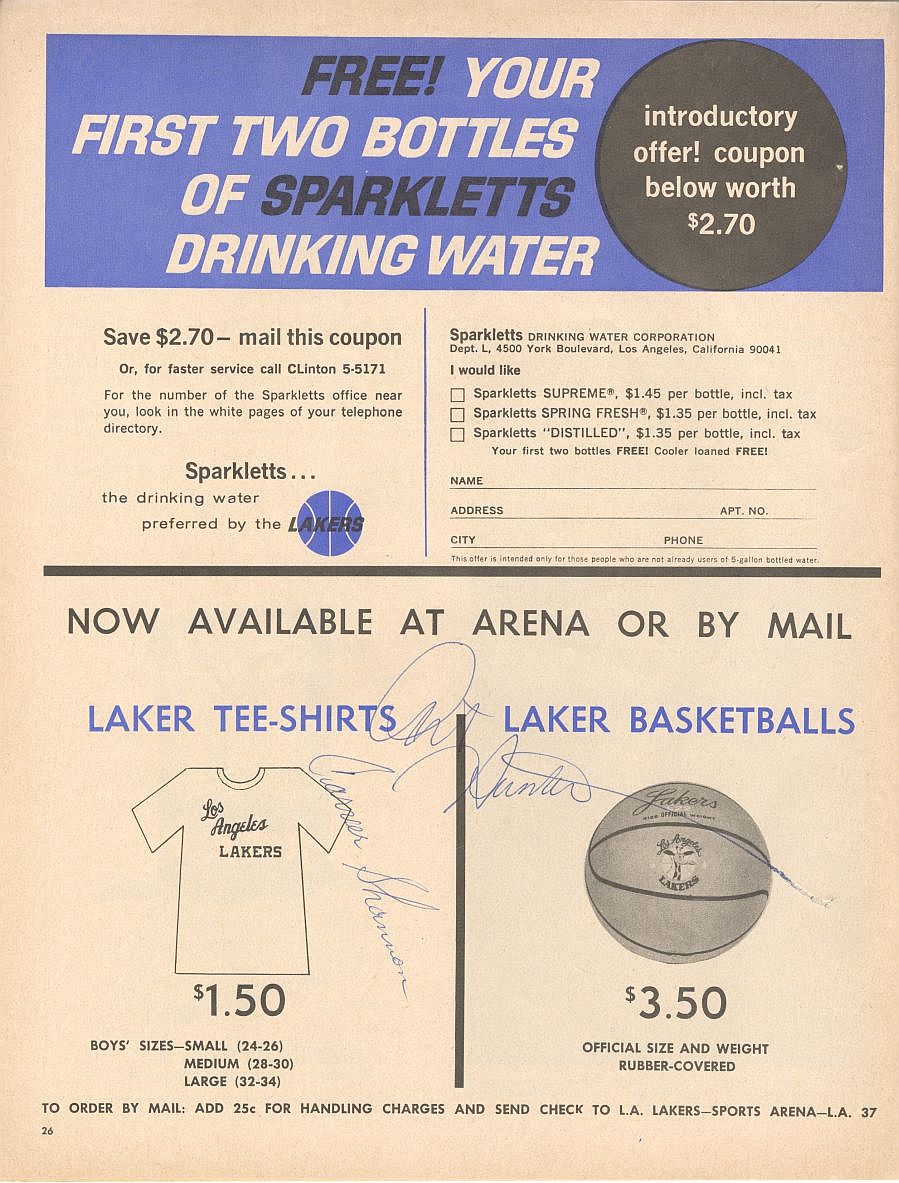 FREE! YOUR
FIRST TWO BOTTLES
OF SPARKLETTS
DRINKING WATER
introductory
offer! coupon
below worth
$2.70
Save $2.70— mail this coupon
Or, for faster service call CLinton 5-5171
For the number of the Sparkletts office near
you, look in the white pages of your telephone
directory.
Sparkletts...
the drinking water
preferred by the LAKERS
Sparkletts DRINKING WATER CORPORATION
Dept. L, 4500 York Boulevard, Los Angeles, California 90041
I would like
Sparkletts SUPREME®, $1.45 per bottle, incl. tax
Sparkletts SPRING FRESH®, $1.35 per bottle, incl. tax
Sparkletts "DISTILLED", $1.35 per bottle, incl. tax
Your first two bottles FREE! Cooler loaned FREE!
NAME
ADDRESS APT. NO.
CITY PHONE
This offer is intended only for those people who are not already users of 5-gallon bottled water.
NOW AVAILABLE AT ARENA OR BY MAIL
LAKER TEE-SHIRTS
Los
Angeles
LAKERS
$1.50
BOYS' SIZES—SMALL (24-26)
MEDIUM (28-30)
LARGE (32-34)
Shannon
Hunter
LAKER BASKETBALLS
Lakers
SIZE OFFICIAL WEIGHT
Los Angeles
LAKERS
$3.50
OFFICIAL SIZE AND WEIGHT
RUBBER-COVERED
TO ORDER BY MAIL: ADD 25c FOR HANDLING CHARGES AND SEND CHECK TO L.A. LAKERS—SPORTS ARENA—L.A. 37
26